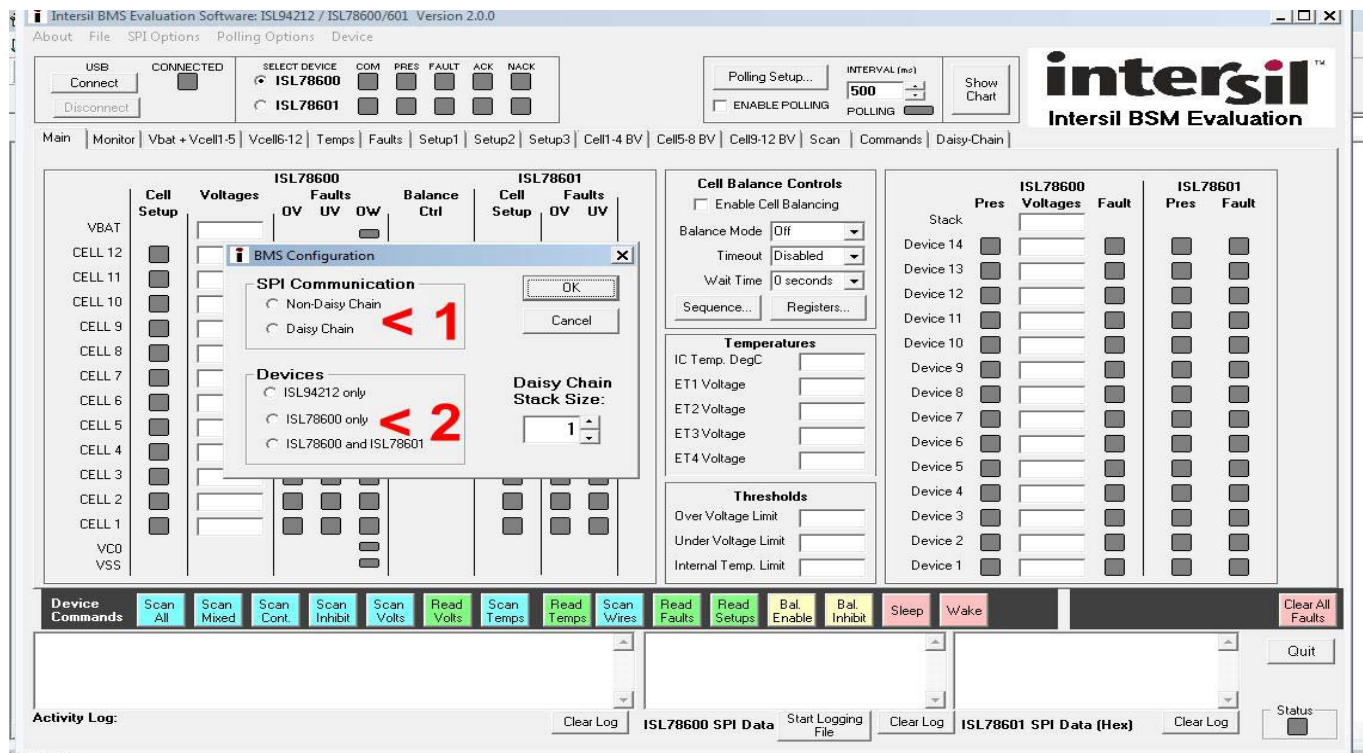 Intersil BMS Evaluation Software: ISL94212 / ISL78600/601 Version 2.0.0
About File SPI Options Polling Options Device
USB CONNECTED SELECT DEVICE COM PRES FAULT ACK NACK
Connect ISL78600
Disconnect ISL78601
Polling Setup... INTERVAL (ms)
500
ENABLE POLLING POLLING
Show Chart
intersil™
Intersil BSM Evaluation
Main Monitor Vbat + Vcell1-5 Vcell6-12 Temps Faults Setup1 Setup2 Setup3 Cell1-4 BV Cell5-8 BV Cell9-12 BV Scan Commands Daisy-Chain
ISL78600 ISL78601
Cell Setup Voltages Faults Balance Ctrl Cell Setup Faults
OV UV OW OV UV
VBAT
CELL 12
CELL 11
CELL 10
CELL 9
CELL 8
CELL 7
CELL 6
CELL 5
CELL 4
CELL 3
CELL 2
CELL 1
VC0
VSS
BMS Configuration
SPI Communication
Non-Daisy Chain
Daisy Chain
< 1
OK
Cancel
Devices
ISL94212 only
ISL78600 only
ISL78600 and ISL78601
< 2
Daisy Chain
Stack Size:
1
Cell Balance Controls
Enable Cell Balancing
Balance Mode Off
Timeout Disabled
Wait Time 0 seconds
Sequence... Registers...
Temperatures
IC Temp. DegC
ET1 Voltage
ET2 Voltage
ET3 Voltage
ET4 Voltage
Thresholds
Over Voltage Limit
Under Voltage Limit
Internal Temp. Limit
ISL78600 ISL78601
Pres Voltages Fault Pres Fault
Stack
Device 14
Device 13
Device 12
Device 11
Device 10
Device 9
Device 8
Device 7
Device 6
Device 5
Device 4
Device 3
Device 2
Device 1
Device Commands Scan All Scan Mixed Scan Cont. Scan Inhibit Scan Volts Read Volts Scan Temps Read Temps Scan Wires Read Faults Read Setups Bal. Enable Bal. Inhibit Sleep Wake Clear All Faults
Quit
Activity Log: Clear Log ISL78600 SPI Data Start Logging File Clear Log ISL78601 SPI Data (Hex) Clear Log
Status